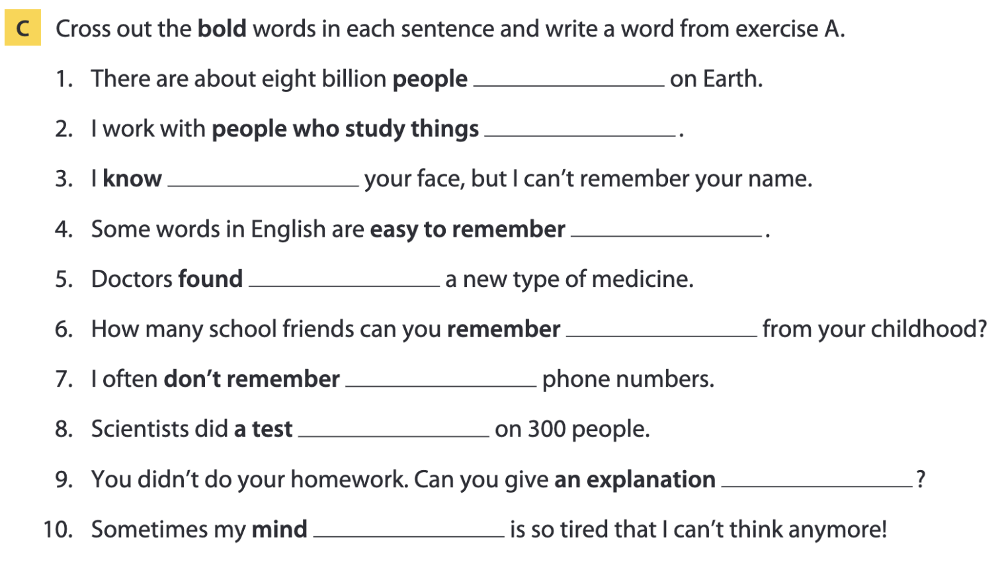 C Cross out the bold words in each sentence and write a word from exercise A.
1. There are about eight billion people ____________ on Earth.
2. I work with people who study things ____________.
3. I know ____________ your face, but I can’t remember your name.
4. Some words in English are easy to remember ____________.
5. Doctors found ____________ a new type of medicine.
6. How many school friends can you remember ____________ from your childhood?
7. I often don’t remember ____________ phone numbers.
8. Scientists did a test ____________ on 300 people.
9. You didn’t do your homework. Can you give an explanation ____________?
10. Sometimes my mind ____________ is so tired that I can’t think anymore!